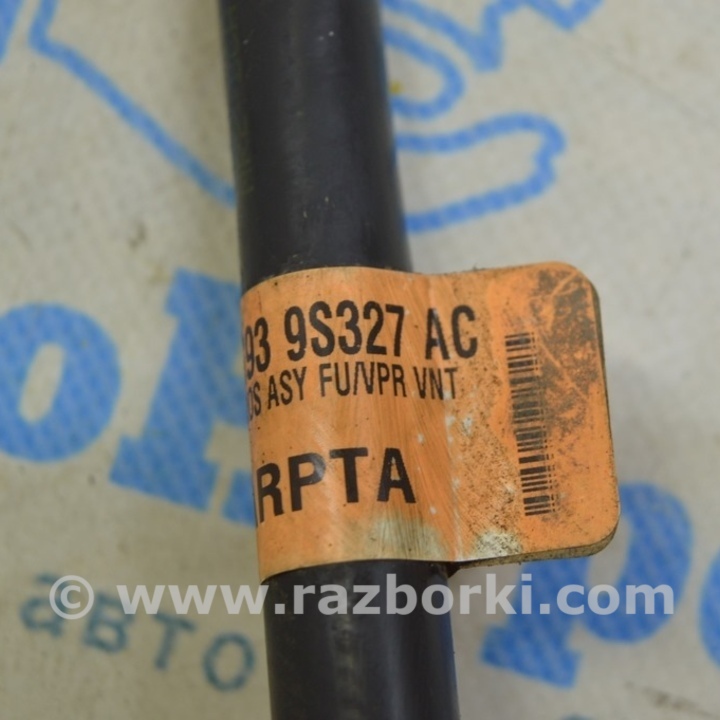 93 9S327 AC
OS ASY FU/VPR VNT
RPTA
© www.razborki.com
авто